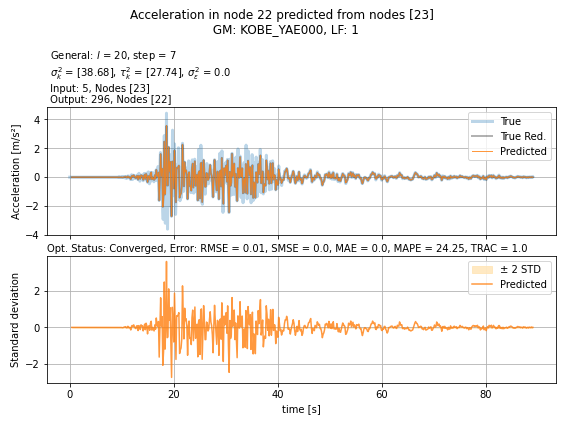 Acceleration in node 22 predicted from nodes [23]
GM: KOBE_YAE000, LF: 1
General: l = 20, step = 7
σ²ₖ = [38.68], τ²ₖ = [27.74], σ²ε = 0.0
Input: 5, Nodes [23]
Output: 296, Nodes [22]
Acceleration [m/s²]
4
2
0
−2
−4
True
True Red.
Predicted
Opt. Status: Converged, Error: RMSE = 0.01, SMSE = 0.0, MAE = 0.0, MAPE = 24.25, TRAC = 1.0
Standard deviation
2
0
−2
± 2 STD
Predicted
0 20 40 60 80
time [s]